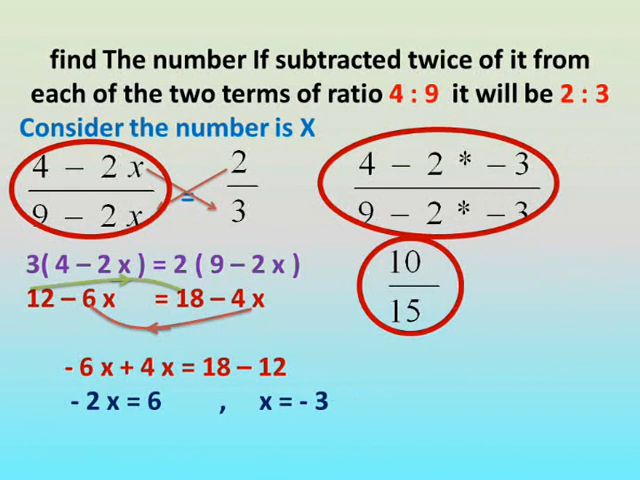 find The number If subtracted twice of it from
each of the two terms of ratio 4 : 9 it will be 2 : 3
Consider the number is X
4 − 2 x
9 − 2 x
=
2
3
4 − 2 * − 3
9 − 2 * − 3
3( 4 – 2 x ) = 2 ( 9 – 2 x )
12 – 6 x = 18 – 4 x
10
15
- 6 x + 4 x = 18 – 12
- 2 x = 6 , x = - 3